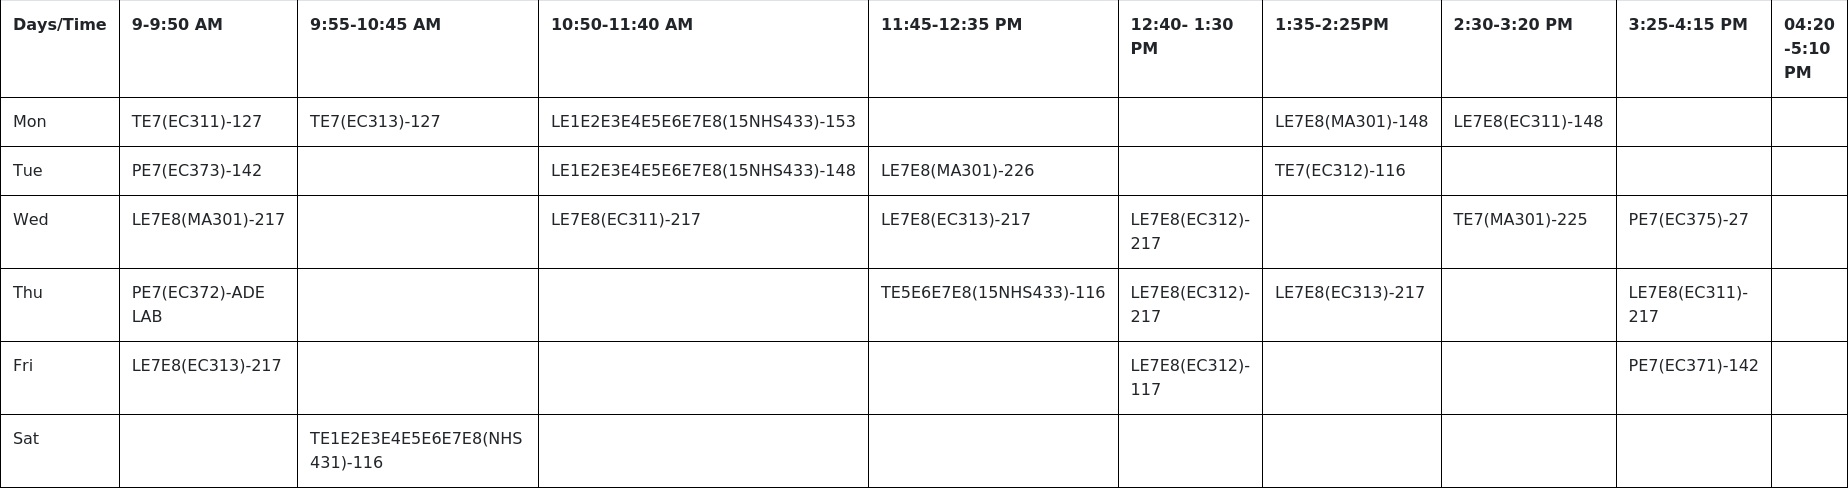 Days/Time 9-9:50 AM 9:55-10:45 AM 10:50-11:40 AM 11:45-12:35 PM 12:40- 1:30 1:35-2:25PM 2:30-3:20 PM 3:25-4:15 PM 04:20
PM -5:10
PM
Mon TE7(EC311)-127 TE7(EC313)-127 LE1E2E3E4E5E6E7E8(15NHS433)-153 LE7E8(MA301)-148 LE7E8(EC311)-148
Tue PE7(EC373)-142 LE1E2E3E4E5E6E7E8(15NHS433)-148 LE7E8(MA301)-226 TE7(EC312)-116
Wed LE7E8(MA301)-217 LE7E8(EC311)-217 LE7E8(EC313)-217 LE7E8(EC312)- TE7(MA301)-225 PE7(EC375)-27
217
Thu PE7(EC372)-ADE TE5E6E7E8(15NHS433)-116 LE7E8(EC312)- LE7E8(EC313)-217 LE7E8(EC311)-
LAB 217 217
Fri LE7E8(EC313)-217 LE7E8(EC312)- PE7(EC371)-142
117
Sat TE1E2E3E4E5E6E7E8(NHS
431)-116